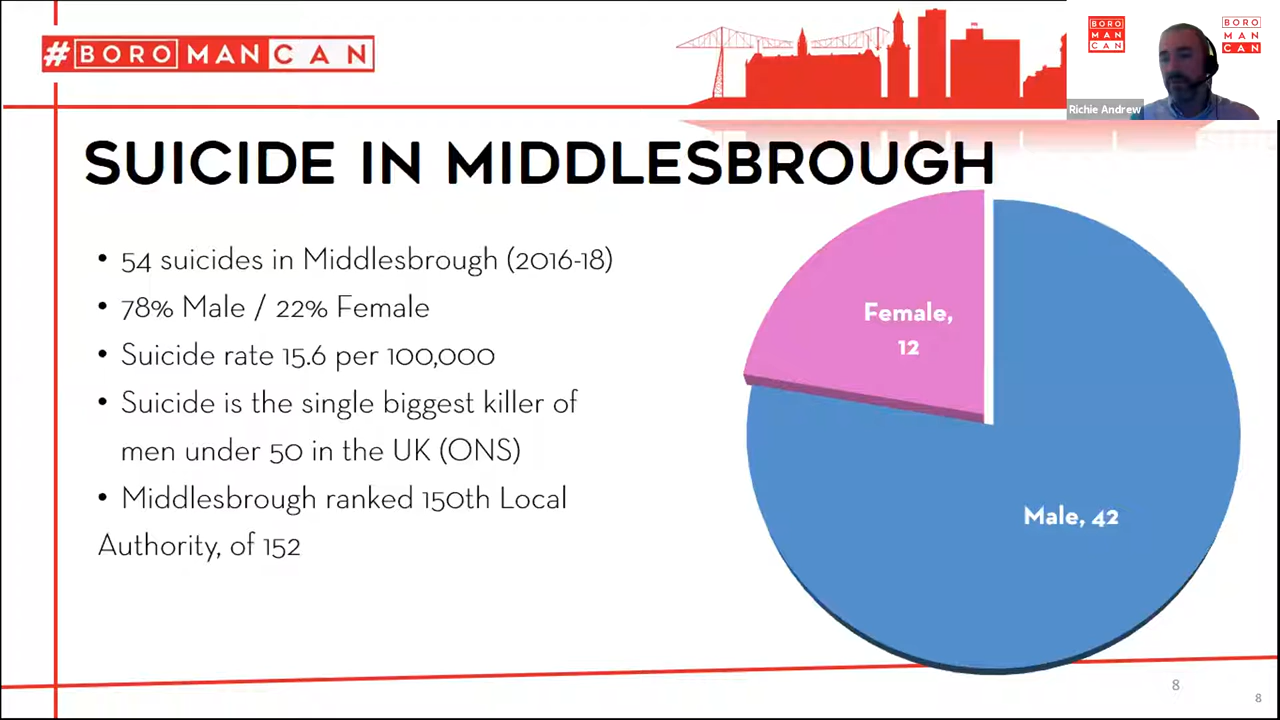 #BOROMANCAN
BORO
MAN
CAN
BORO
MAN
CAN
Richie Andrew
SUICIDE IN MIDDLESBROUGH
• 54 suicides in Middlesbrough (2016-18)
• 78% Male / 22% Female
• Suicide rate 15.6 per 100,000
• Suicide is the single biggest killer of
men under 50 in the UK (ONS)
• Middlesbrough ranked 150th Local
Authority, of 152
Female,
12
Male, 42
8
8